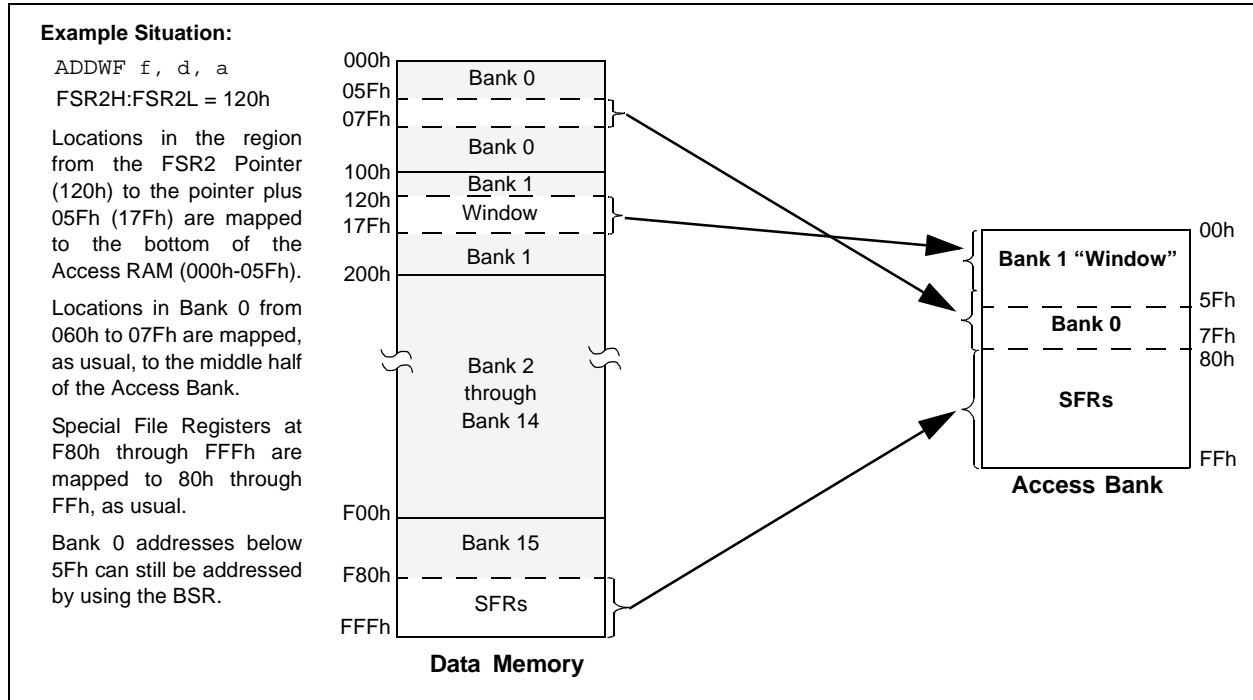 Example Situation:
ADDWF f, d, a
FSR2H:FSR2L = 120h
Locations in the region
from the FSR2 Pointer
(120h) to the pointer plus
05Fh (17Fh) are mapped
to the bottom of the
Access RAM (000h-05Fh).
Locations in Bank 0 from
060h to 07Fh are mapped,
as usual, to the middle half
of the Access Bank.
Special File Registers at
F80h through FFFh are
mapped to 80h through
FFh, as usual.
Bank 0 addresses below
5Fh can still be addressed
by using the BSR.
000h
Bank 0
05Fh
07Fh
Bank 0
100h
Bank 1
120h
Window
17Fh
Bank 1
200h
Bank 2
through
Bank 14
F00h
Bank 15
F80h
SFRs
FFFh
Data Memory
00h
Bank 1 “Window”
5Fh
Bank 0
7Fh
80h
SFRs
FFh
Access Bank